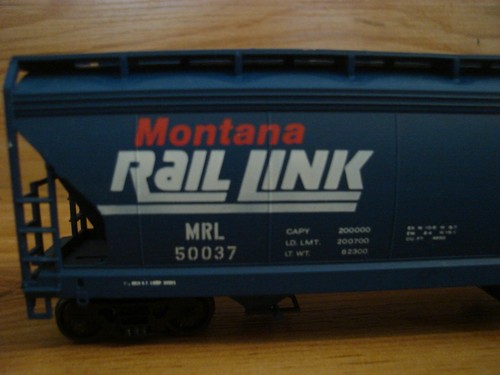 Montana
RAIL LINK
MRL
50037
CAPY 200000
LD. LMT. 200700
LT. WT. 62300